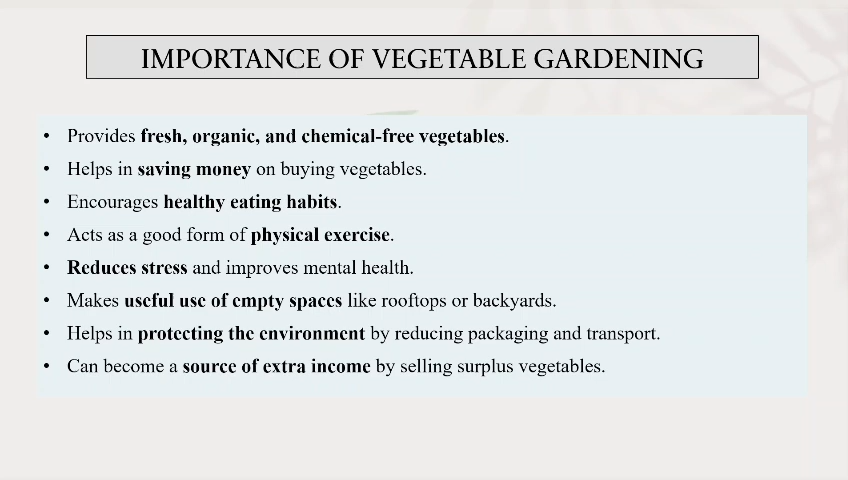 IMPORTANCE OF VEGETABLE GARDENING
• Provides fresh, organic, and chemical-free vegetables.
• Helps in saving money on buying vegetables.
• Encourages healthy eating habits.
• Acts as a good form of physical exercise.
• Reduces stress and improves mental health.
• Makes useful use of empty spaces like rooftops or backyards.
• Helps in protecting the environment by reducing packaging and transport.
• Can become a source of extra income by selling surplus vegetables.